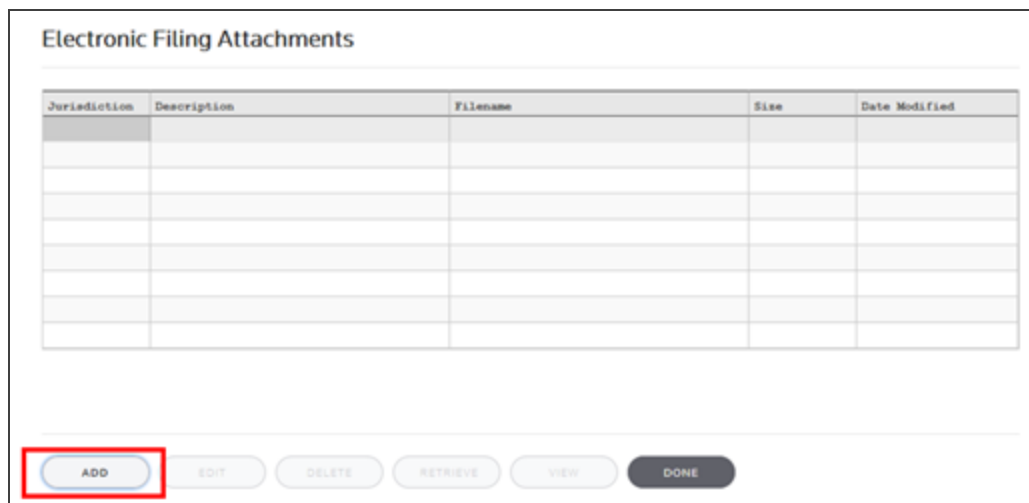 Electronic Filing Attachments
Jurisdiction Description Filename Size Date Modified
ADD EDIT DELETE RETRIEVE VIEW DONE